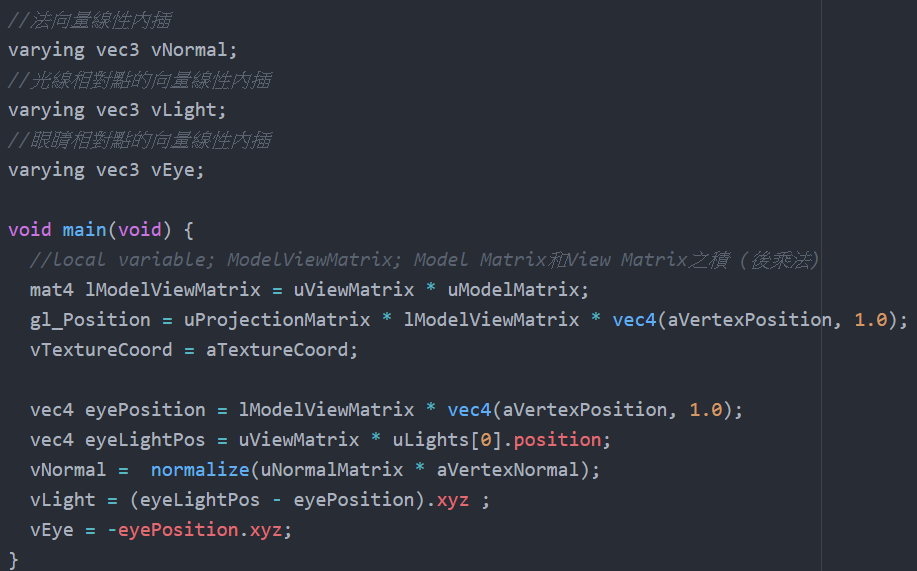 //法向量線性內插
varying vec3 vNormal;
//光線相對點的向量線性內插
varying vec3 vLight;
//眼睛相對點的向量線性內插
varying vec3 vEye;
void main(void) {
//local variable; ModelViewMatrix; Model Matrix和View Matrix之積 (後乘法)
mat4 lModelViewMatrix = uViewMatrix * uModelMatrix;
gl_Position = uProjectionMatrix * lModelViewMatrix * vec4(aVertexPosition, 1.0);
vTextureCoord = aTextureCoord;
vec4 eyePosition = lModelViewMatrix * vec4(aVertexPosition, 1.0);
vec4 eyeLightPos = uViewMatrix * uLights[0].position;
vNormal =  normalize(uNormalMatrix * aVertexNormal);
vLight = (eyeLightPos - eyePosition).xyz ;
vEye = -eyePosition.xyz;
}